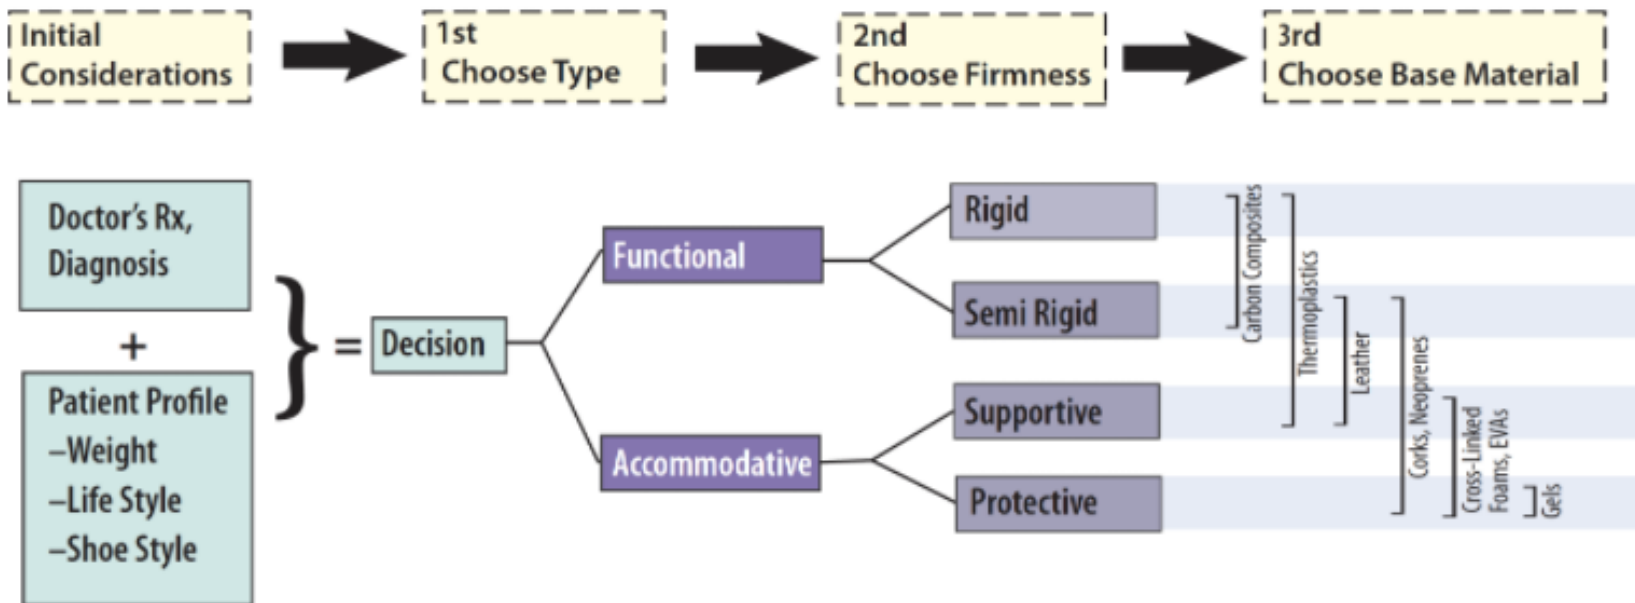 Initial
Considerations
1st
Choose Type
2nd
Choose Firmness
3rd
Choose Base Material
Doctor's Rx,
Diagnosis
+
Patient Profile
–Weight
–Life Style
–Shoe Style
}
=
Decision
Functional
Accommodative
Rigid
Semi Rigid
Supportive
Protective
Carbon Composites
Thermoplastics
Leather
Corks, Neoprenes
Cross-Linked
Foams, EVAs
Gels